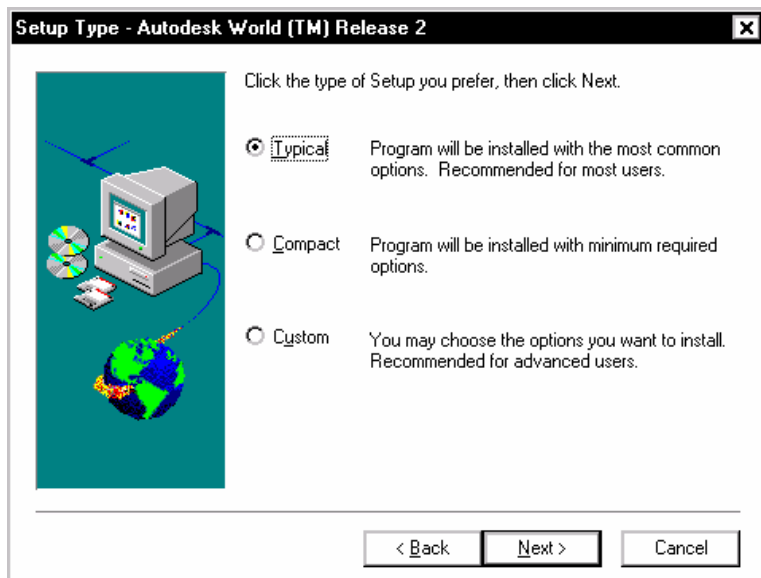 Setup Type - Autodesk World (TM) Release 2
Click the type of Setup you prefer, then click Next.
Typical
Program will be installed with the most common
options.  Recommended for most users.
Compact
Program will be installed with minimum required
options.
Custom
You may choose the options you want to install.
Recommended for advanced users.
< Back
Next >
Cancel